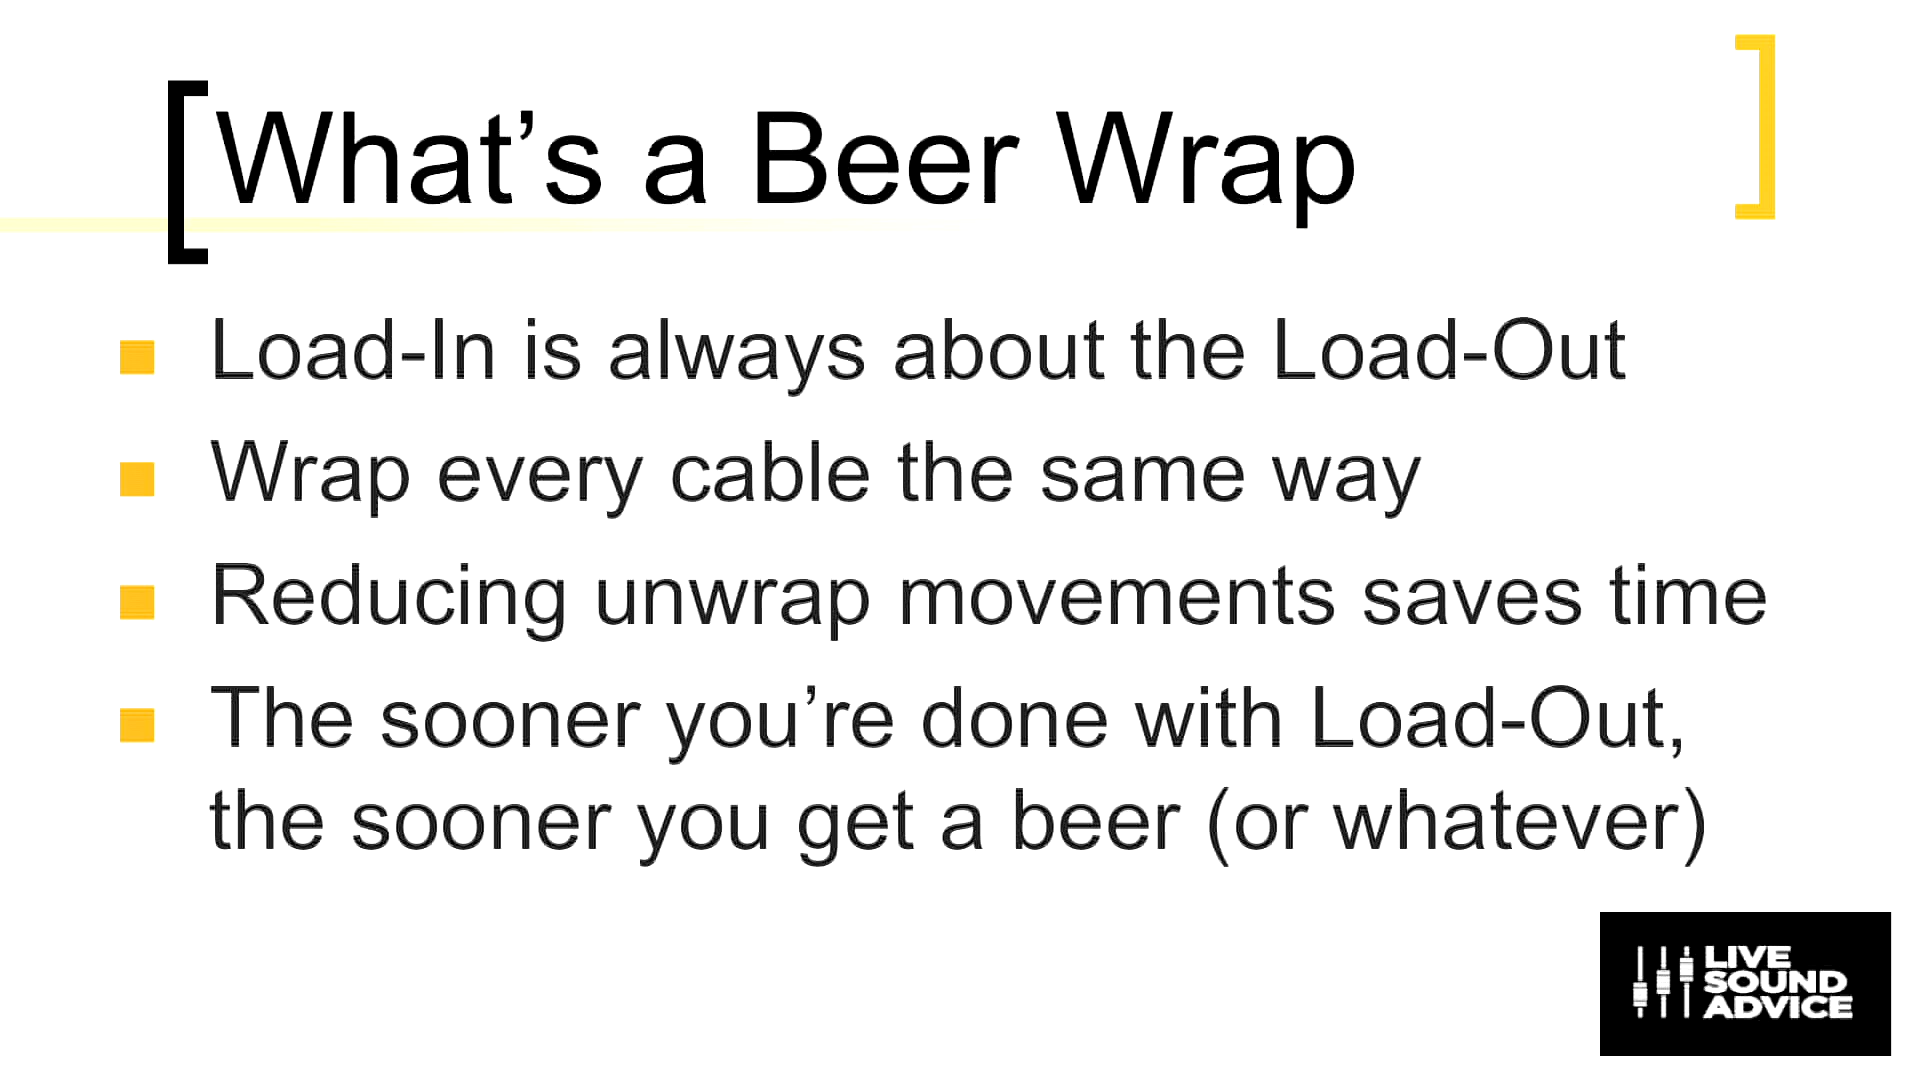 What’s a Beer Wrap
Load-In is always about the Load-Out
Wrap every cable the same way
Reducing unwrap movements saves time
The sooner you’re done with Load-Out,
the sooner you get a beer (or whatever)
LIVE
SOUND
ADVICE